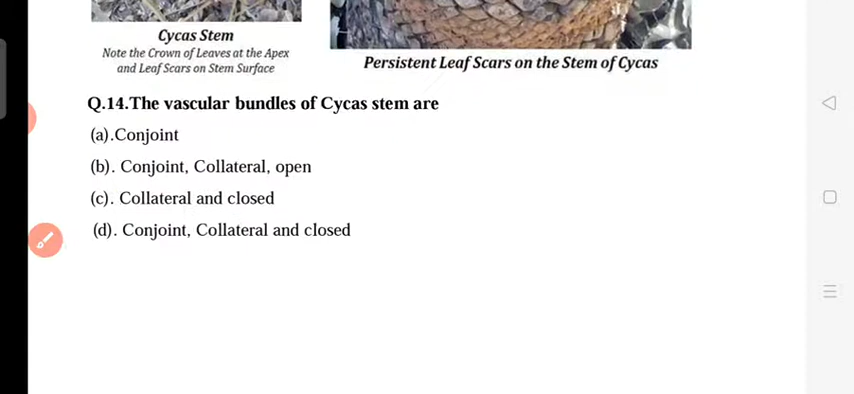 Cycas Stem
Note the Crown of Leaves at the Apex
and Leaf Scars on Stem Surface
Persistent Leaf Scars on the Stem of Cycas
Q.14.The vascular bundles of Cycas stem are
(a).Conjoint
(b). Conjoint, Collateral, open
(c). Collateral and closed
(d). Conjoint, Collateral and closed